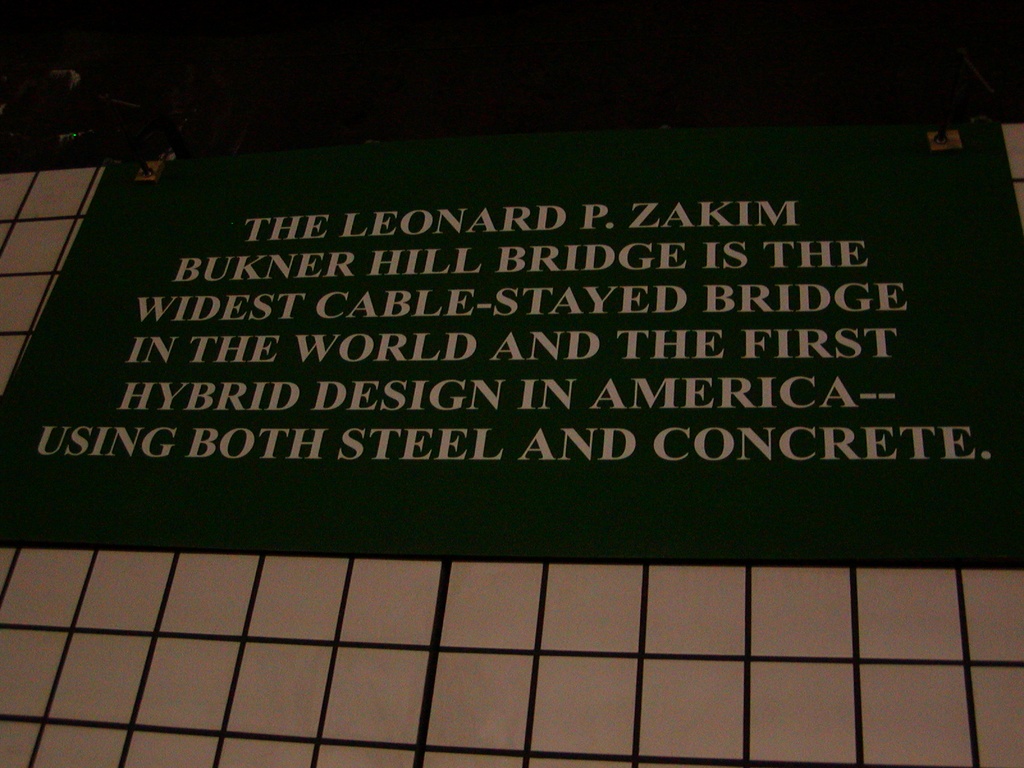 THE LEONARD P. ZAKIM
BUKNER HILL BRIDGE IS THE
WIDEST CABLE-STAYED BRIDGE
IN THE WORLD AND THE FIRST
HYBRID DESIGN IN AMERICA--
USING BOTH STEEL AND CONCRETE.